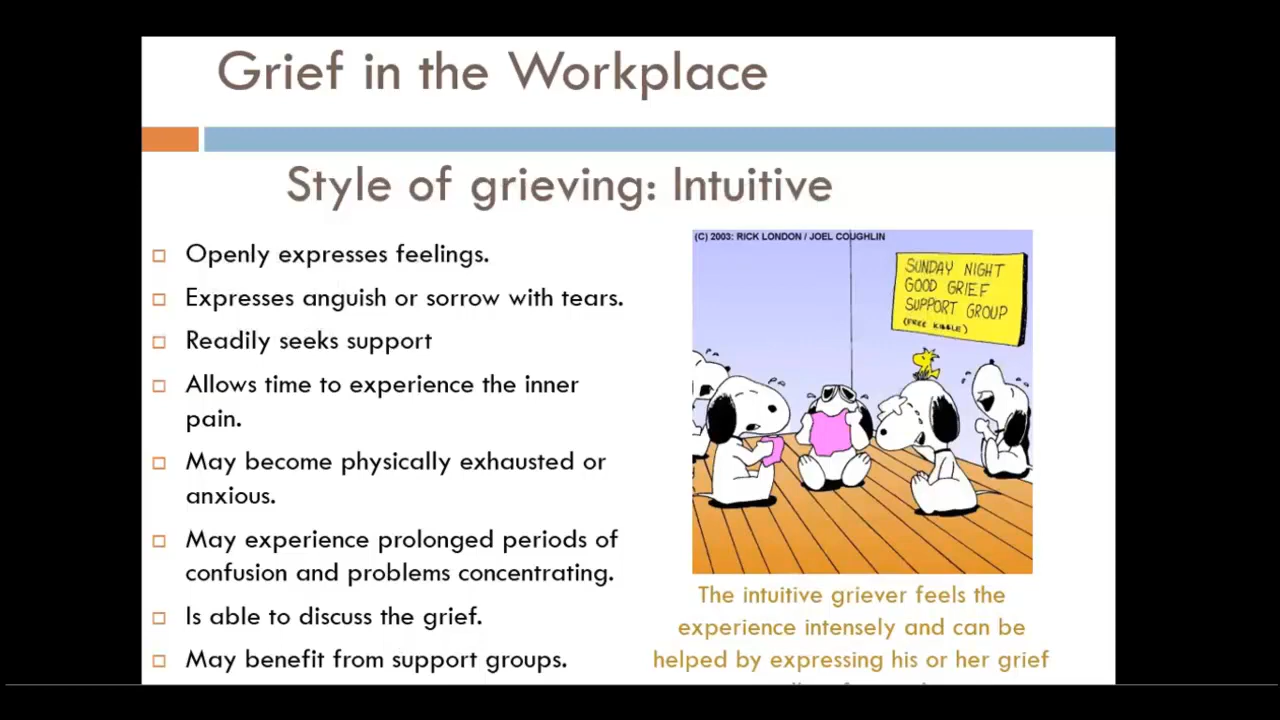 Grief in the Workplace
Style of grieving: Intuitive
Openly expresses feelings.
Expresses anguish or sorrow with tears.
Readily seeks support
Allows time to experience the inner
pain.
May become physically exhausted or
anxious.
May experience prolonged periods of
confusion and problems concentrating.
Is able to discuss the grief.
May benefit from support groups.
(C) 2003: RICK LONDON / JOEL COUGHLIN
SUNDAY NIGHT
GOOD GRIEF
SUPPORT GROUP
(FREE KIBBLE)
The intuitive griever feels the
experience intensely and can be
helped by expressing his or her grief